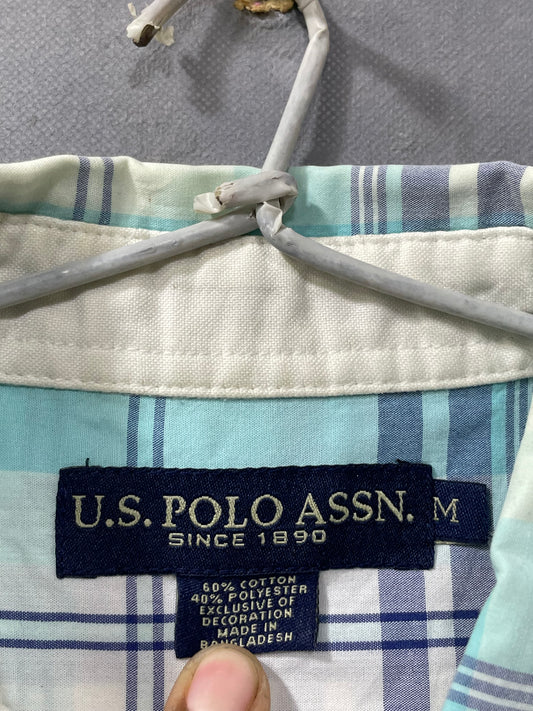 U.S. POLO ASSN.
SINCE 1890
M
60% COTTON
40% POLYESTER
EXCLUSIVE OF
DECORATION
MADE IN
BANGLADESH